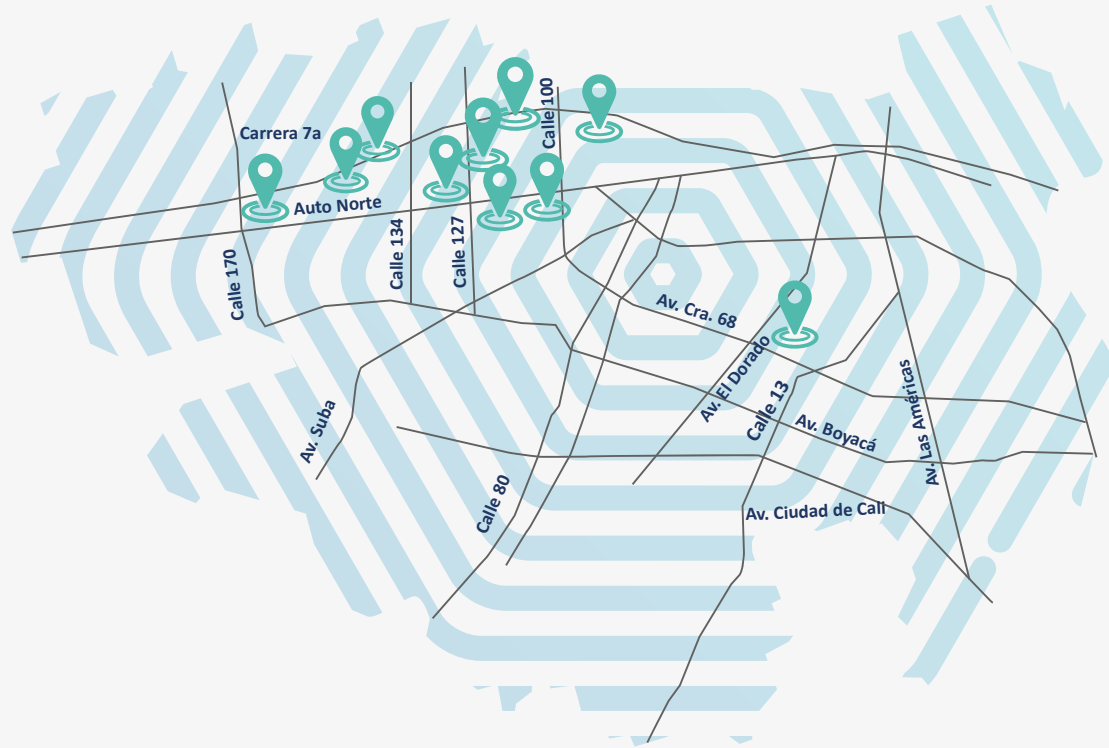 Calle 100
Carrera 7a
Auto Norte
Calle 170
Calle 134
Calle 127
Av. Cra. 68
Av. El Dorado
Calle 13
Av. Las Américas
Av. Suba
Av. Boyacá
Calle 80
Av. Ciudad de Cali